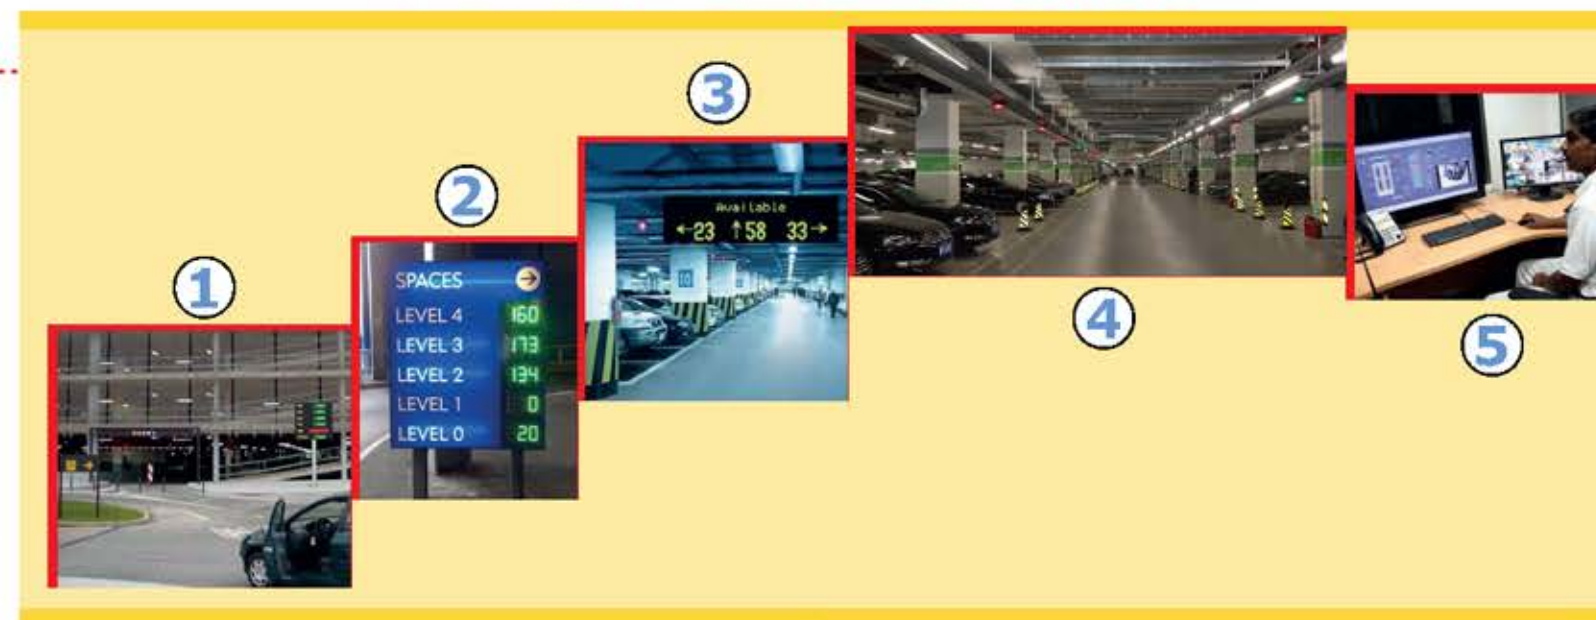 1
2
3
4
5
SPACES →
LEVEL 4 160
LEVEL 3 173
LEVEL 2 134
LEVEL 1 0
LEVEL 0 20
Available
←23 ↑58 33→